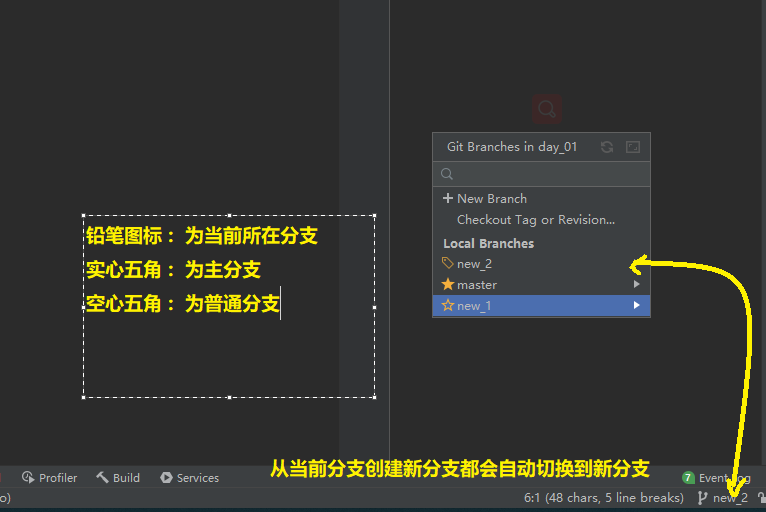 Git Branches in day_01
New Branch
Checkout Tag or Revision...
Local Branches
new_2
master
new_1
铅笔图标： 为当前所在分支
实心五角： 为主分支
空心五角： 为普通分支
从当前分支创建新分支都会自动切换到新分支
Profiler
Build
Services
7
Event Log
o)
6:1 (48 chars, 5 line breaks)
new_2